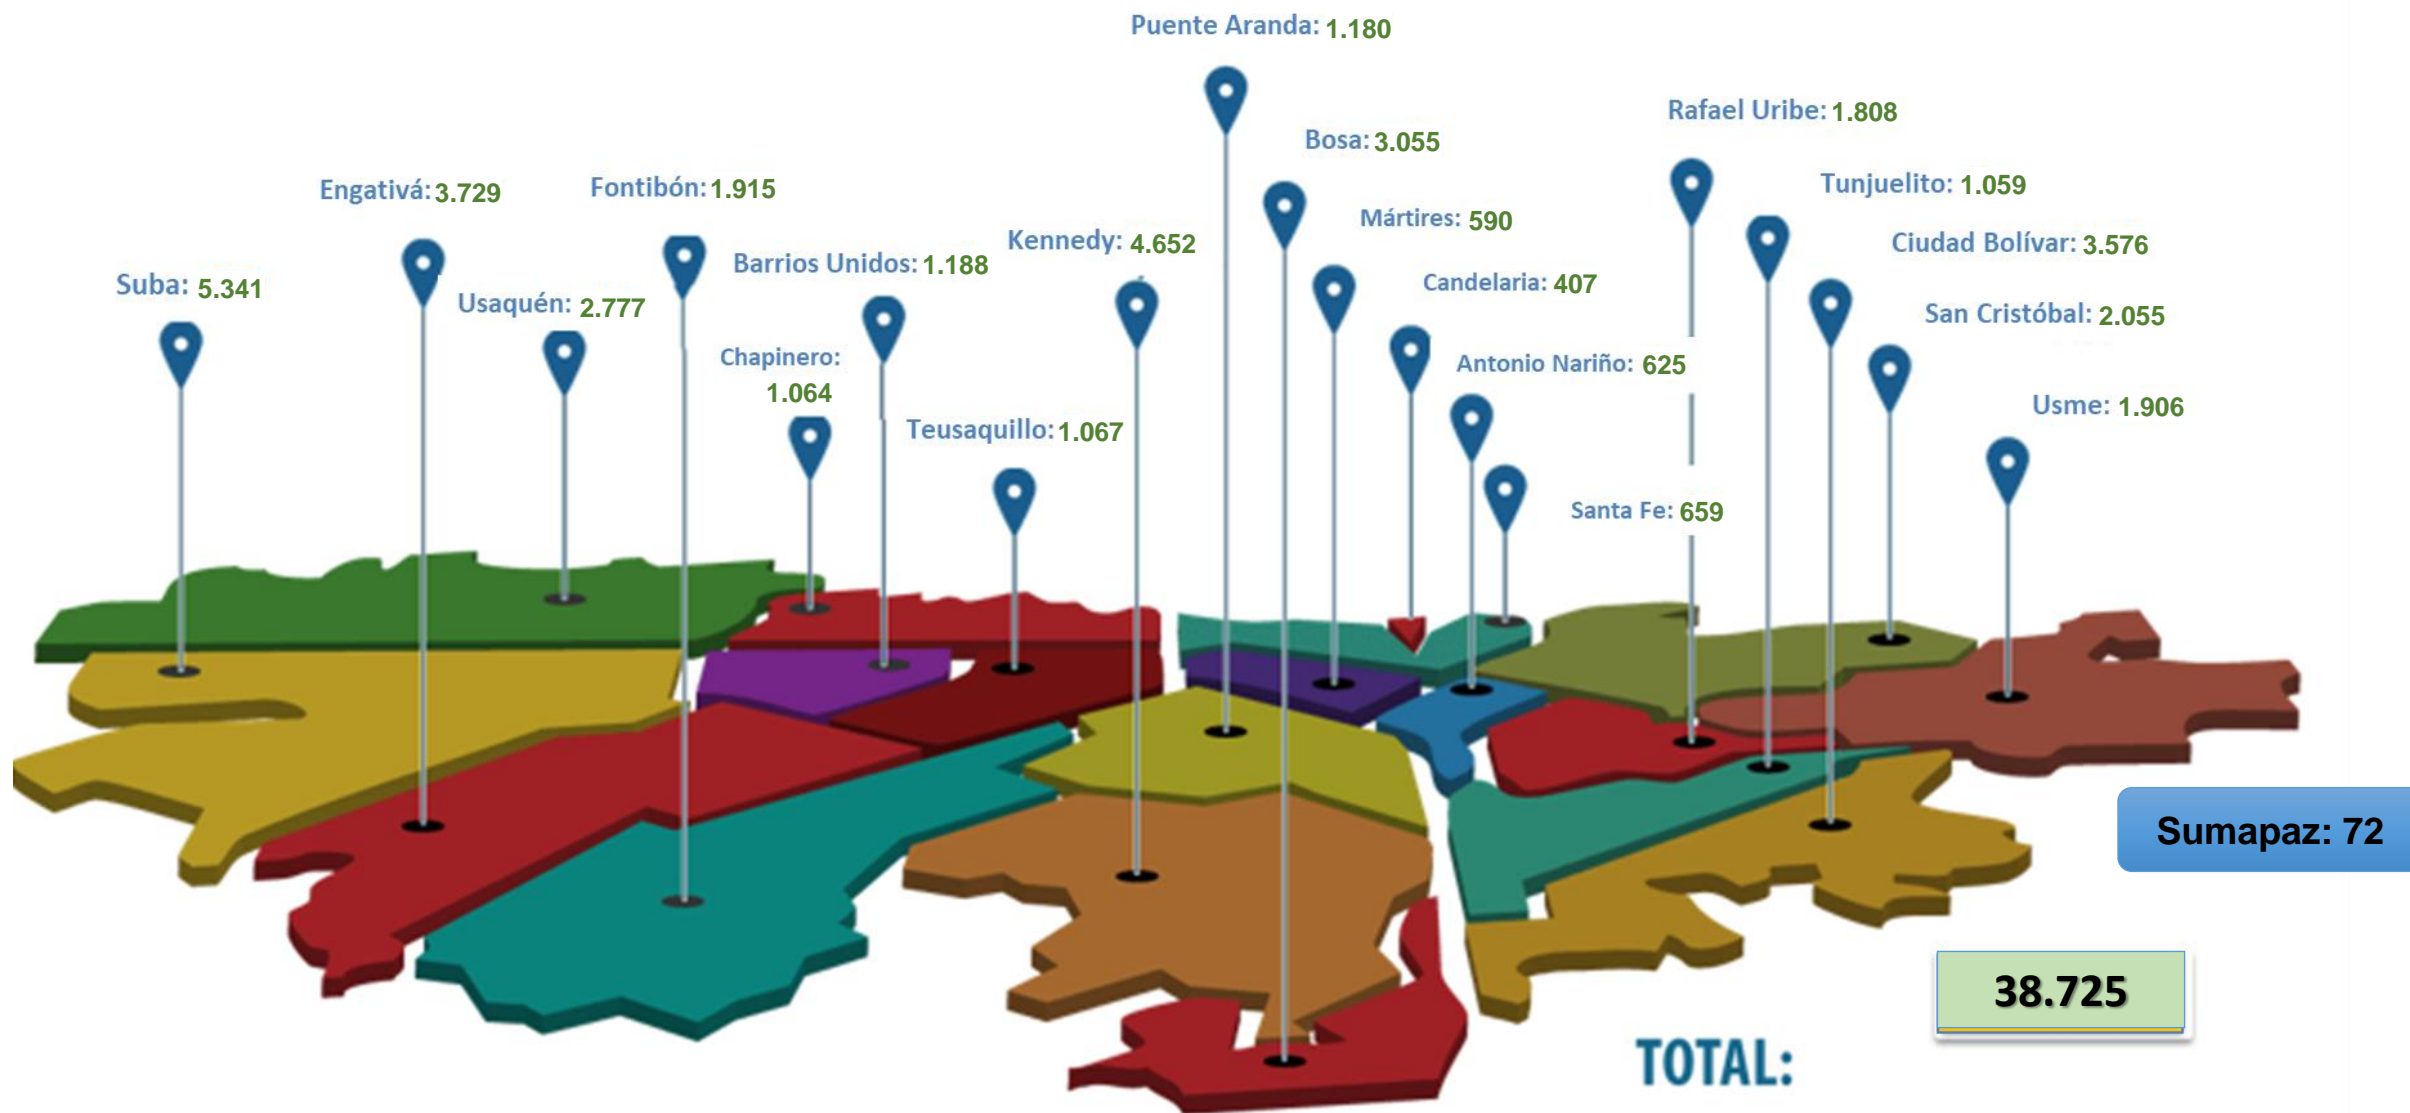 Puente Aranda: 1.180
Rafael Uribe: 1.808
Bosa: 3.055
Engativá: 3.729
Fontibón: 1.915
Tunjuelito: 1.059
Mártires: 590
Kennedy: 4.652
Ciudad Bolívar: 3.576
Barrios Unidos: 1.188
Suba: 5.341
Candelaria: 407
Usaquén: 2.777
San Cristóbal: 2.055
Chapinero:
1.064
Antonio Nariño: 625
Usme: 1.906
Teusaquillo: 1.067
Santa Fe: 659
Sumapaz: 72
38.725
TOTAL: